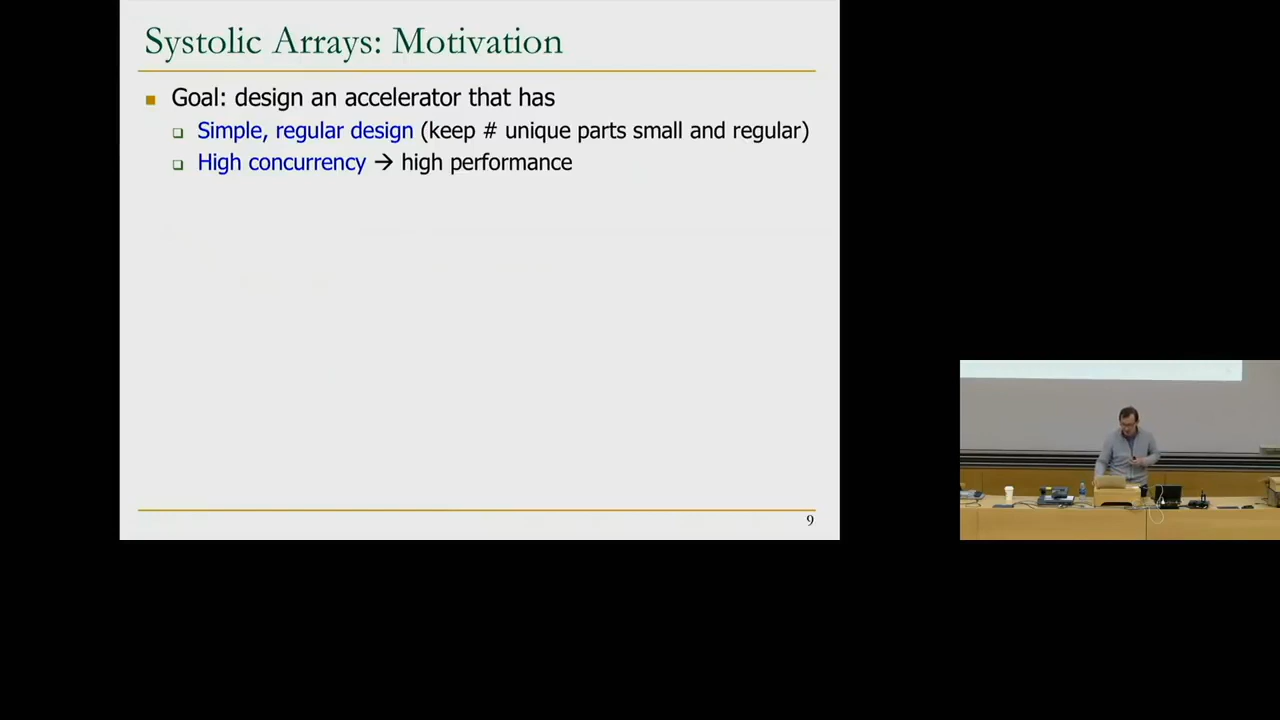 Systolic Arrays: Motivation
Goal: design an accelerator that has
Simple, regular design (keep # unique parts small and regular)
High concurrency → high performance
9